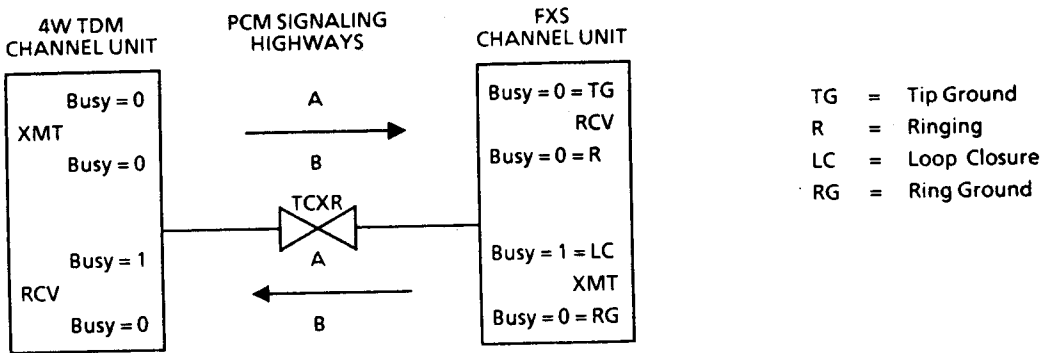 4W TDM
CHANNEL UNIT
PCM SIGNALING
HIGHWAYS
FXS
CHANNEL UNIT
Busy = 0
XMT
Busy = 0
Busy = 1
RCV
Busy = 0
A
B
TCXR
A
B
Busy = 0 = TG
RCV
Busy = 0 = R
Busy = 1 = LC
XMT
Busy = 0 = RG
TG = Tip Ground
R = Ringing
LC = Loop Closure
RG = Ring Ground